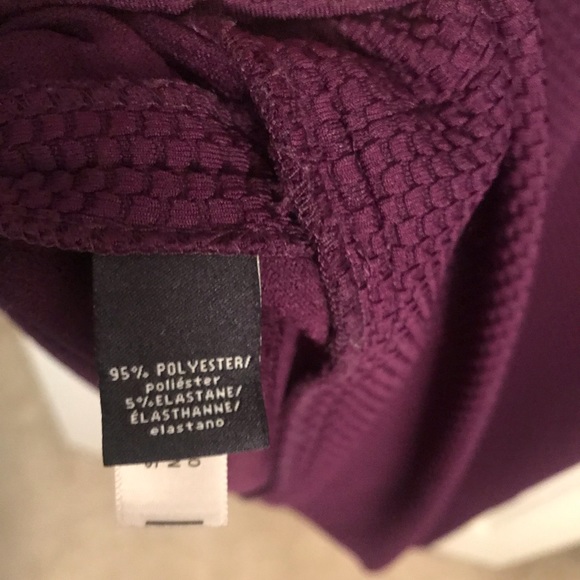 95% POLYESTER/
poliéster
5%ELASTANE/
ÉLASTHANNE/
elastano